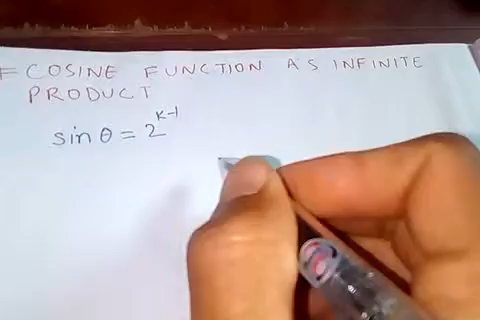 F COSINE FUNCTION AS INFINITE
PRODUCT
sin θ = 2^{k-1}